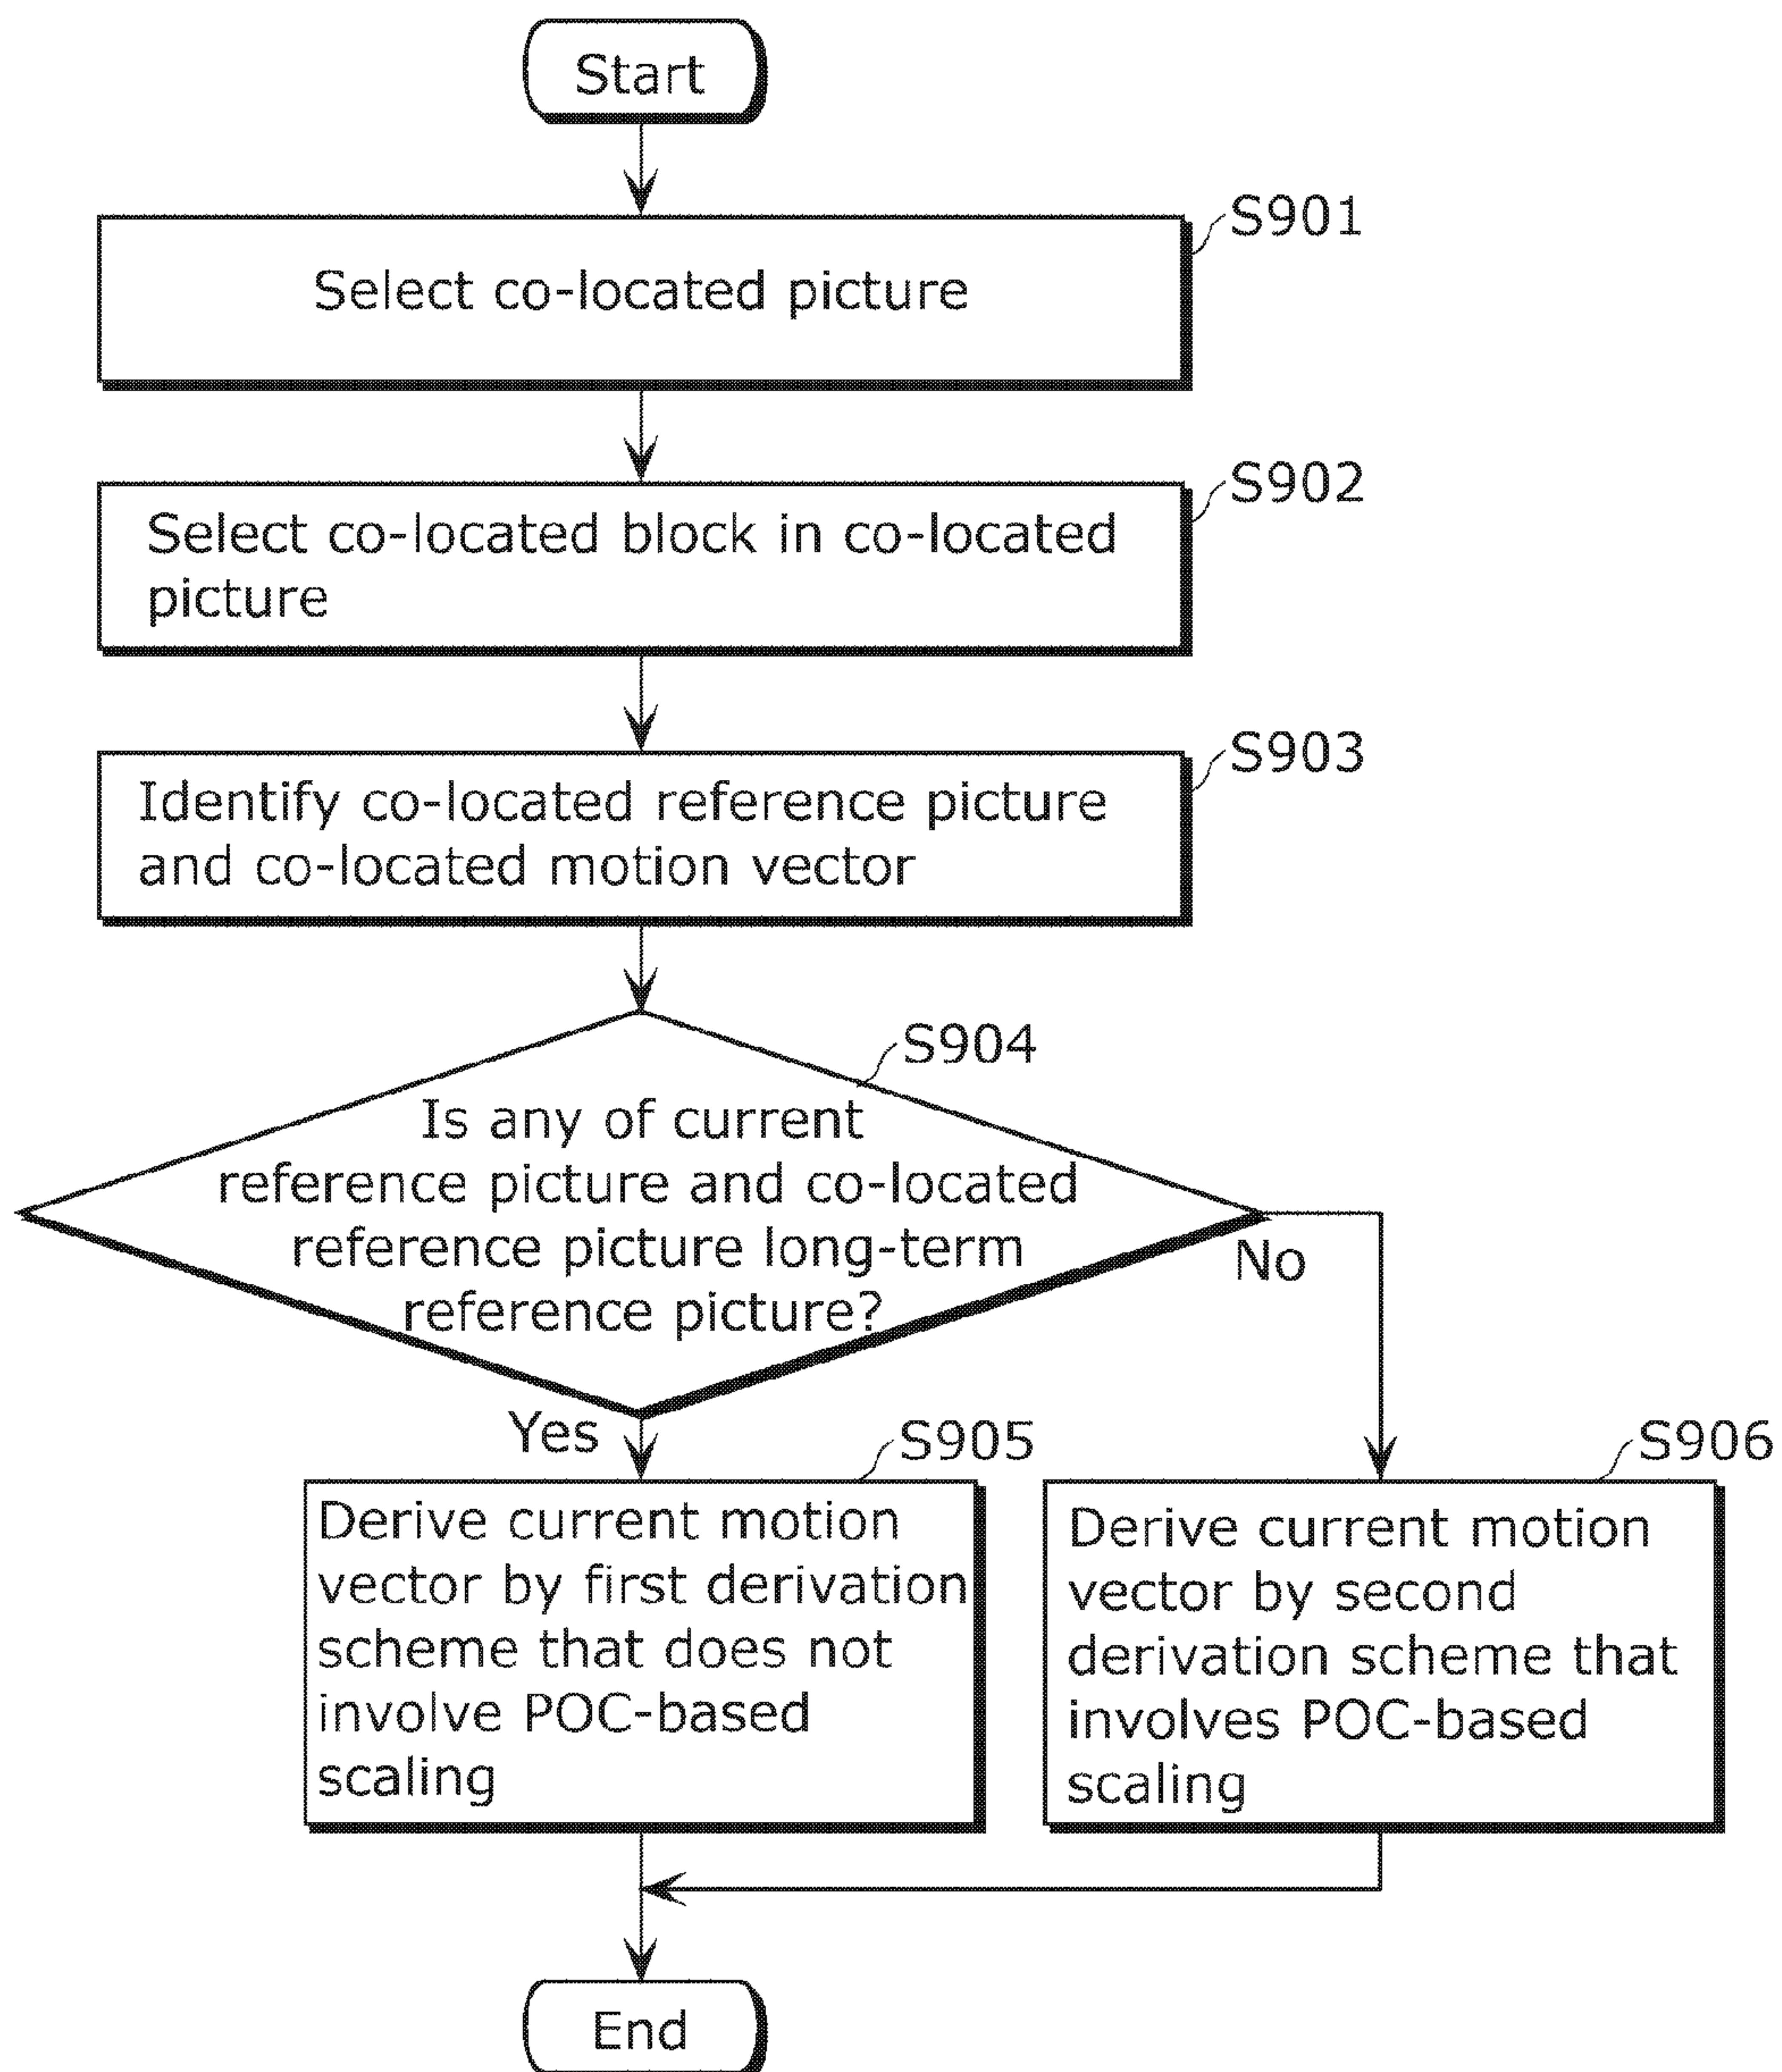 Start
S901
Select co-located picture
S902
Select co-located block in co-located
picture
S903
Identify co-located reference picture
and co-located motion vector
S904
Is any of current
reference picture and co-located
reference picture long-term
reference picture?
No
Yes
S905
Derive current motion
vector by first derivation
scheme that does not
involve POC-based
scaling
S906
Derive current motion
vector by second
derivation scheme that
involves POC-based
scaling
End